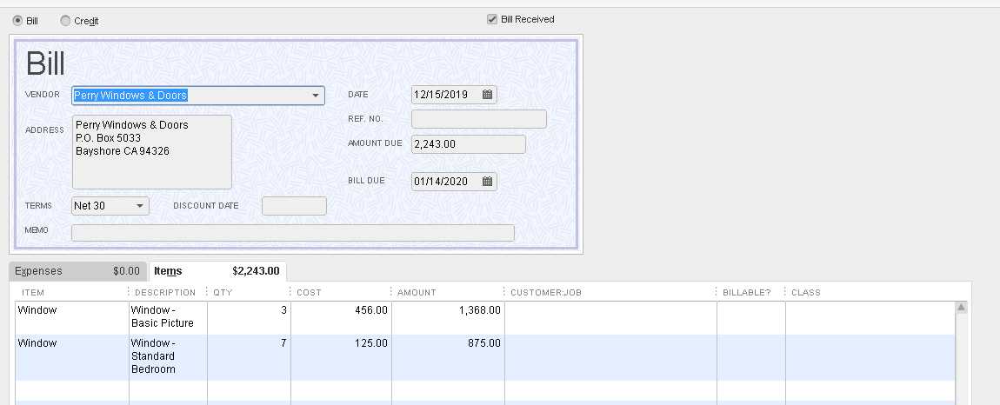 Bill Credit Bill Received
Bill
VENDOR Perry Windows & Doors DATE 12/15/2019
REF. NO.
ADDRESS Perry Windows & Doors
P.O. Box 5033
Bayshore CA 94326
AMOUNT DUE 2,243.00
BILL DUE 01/14/2020
TERMS Net 30 DISCOUNT DATE
MEMO
Expenses $0.00 Items $2,243.00
ITEM DESCRIPTION QTY COST AMOUNT CUSTOMER:JOB BILLABLE? CLASS
Window Window - 3 456.00 1,368.00
Basic Picture
Window Window - 7 125.00 875.00
Standard
Bedroom